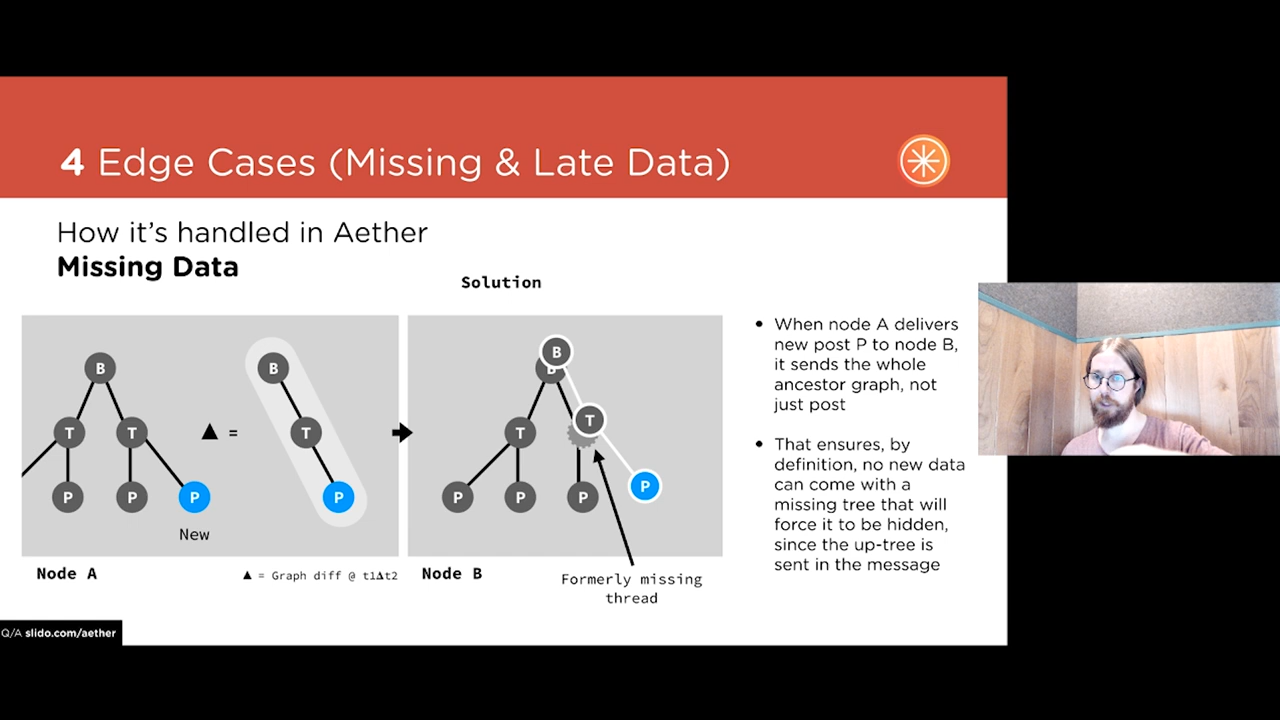 4 Edge Cases (Missing & Late Data)
How it's handled in Aether
Missing Data
Solution
B
T
T
P
P
P
New
▲ =
B
T
P
B
B
T
T
P
P
P
P
Node A
▲ = Graph diff @ t1∆t2
Node B
Formerly missing
thread
• When node A delivers
new post P to node B,
it sends the whole
ancestor graph, not
just post
• That ensures, by
definition, no new data
can come with a
missing tree that will
force it to be hidden,
since the up-tree is
sent in the message
Q/A slido.com/aether